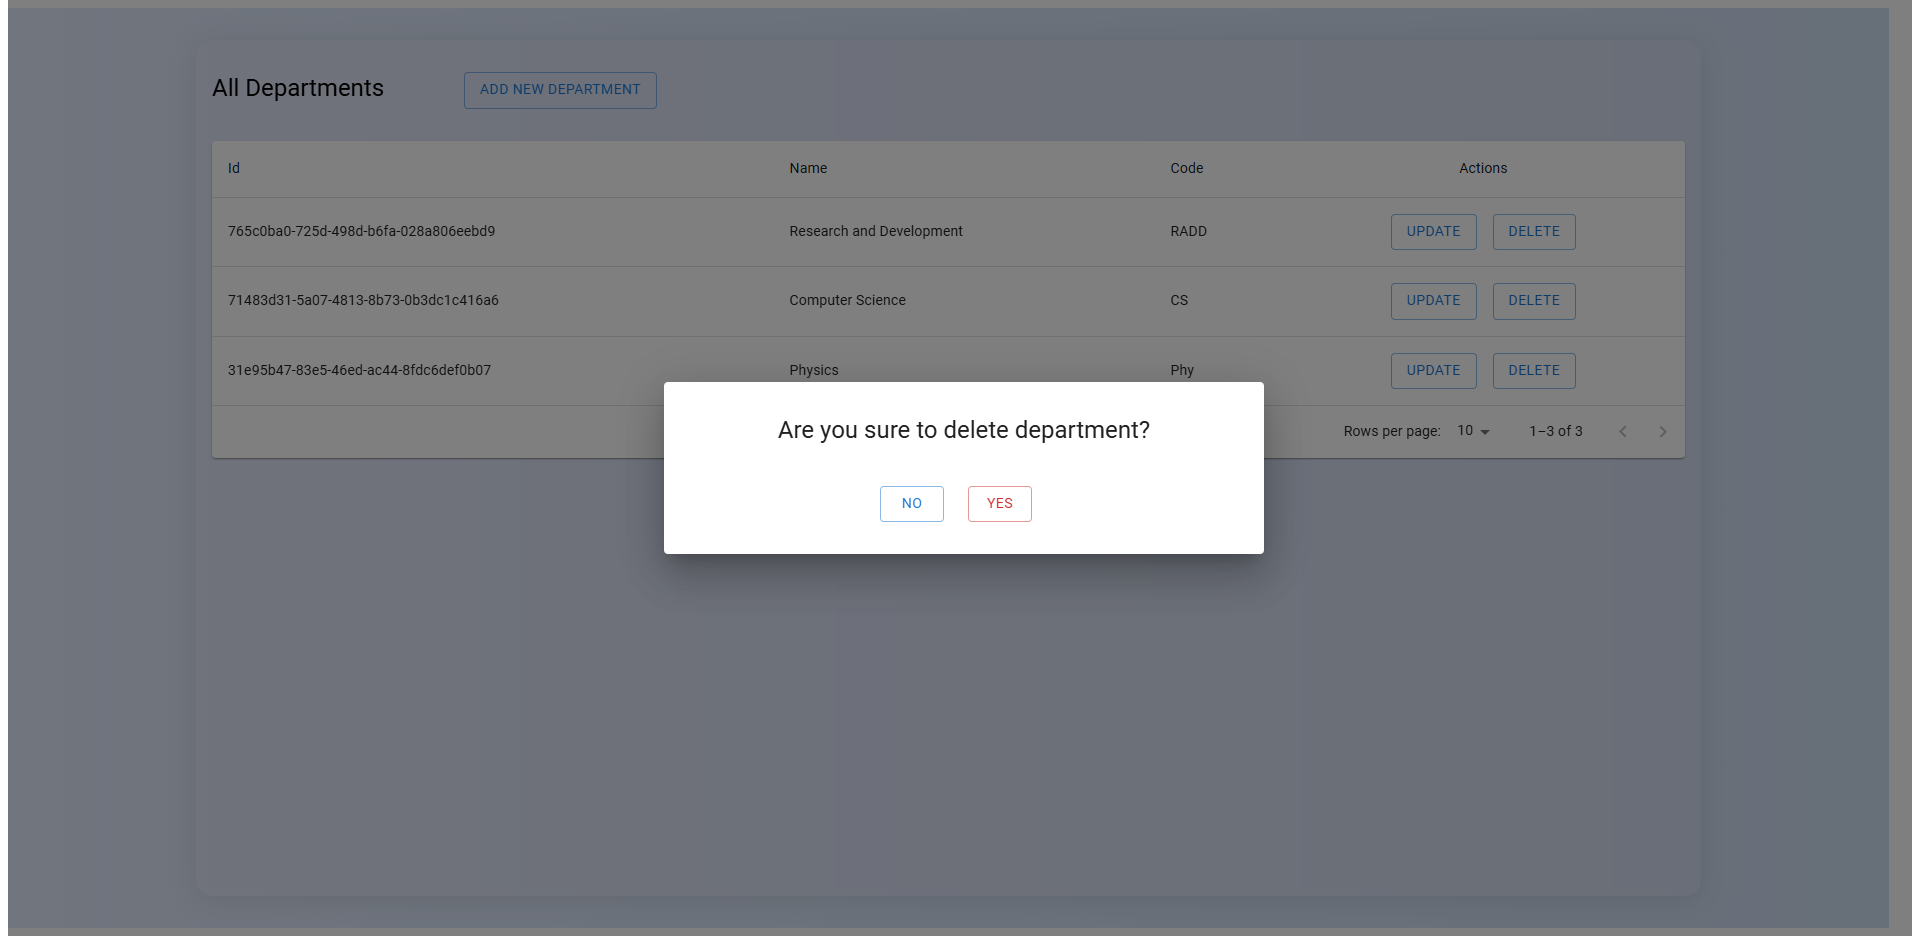 All Departments
ADD NEW DEPARTMENT
Id Name Code Actions
765c0ba0-725d-498d-b6fa-028a806eebd9 Research and Development RADD UPDATE DELETE
71483d31-5a07-4813-8b73-0b3dc1c416a6 Computer Science CS UPDATE DELETE
31e95b47-83e5-46ed-ac44-8fdc6def0b07 Physics Phy UPDATE DELETE
Rows per page: 10 1–3 of 3
Are you sure to delete department?
NO YES